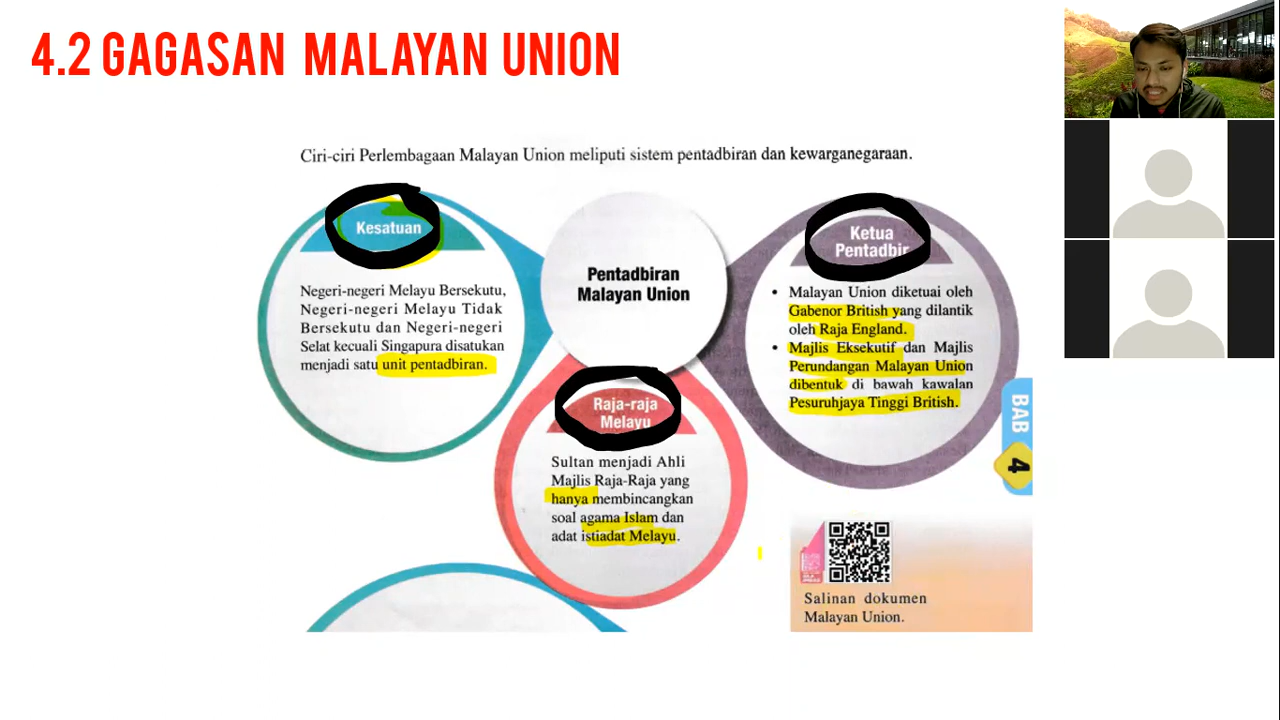 4.2 GAGASAN MALAYAN UNION
Ciri-ciri Perlembagaan Malayan Union meliputi sistem pentadbiran dan kewarganegaraan.
Kesatuan
Negeri-negeri Melayu Bersekutu,
Negeri-negeri Melayu Tidak
Bersekutu dan Negeri-negeri
Selat kecuali Singapura disatukan
menjadi satu unit pentadbiran.
Pentadbiran
Malayan Union
Ketua
Pentadbir
• Malayan Union diketuai oleh
Gabenor British yang dilantik
oleh Raja England.
• Majlis Eksekutif dan Majlis
Perundangan Malayan Union
dibentuk di bawah kawalan
Pesuruhjaya Tinggi British.
Raja-raja
Melayu
Sultan menjadi Ahli
Majlis Raja-Raja yang
hanya membincangkan
soal agama Islam dan
adat istiadat Melayu.
BAB
4
Salinan dokumen
Malayan Union.